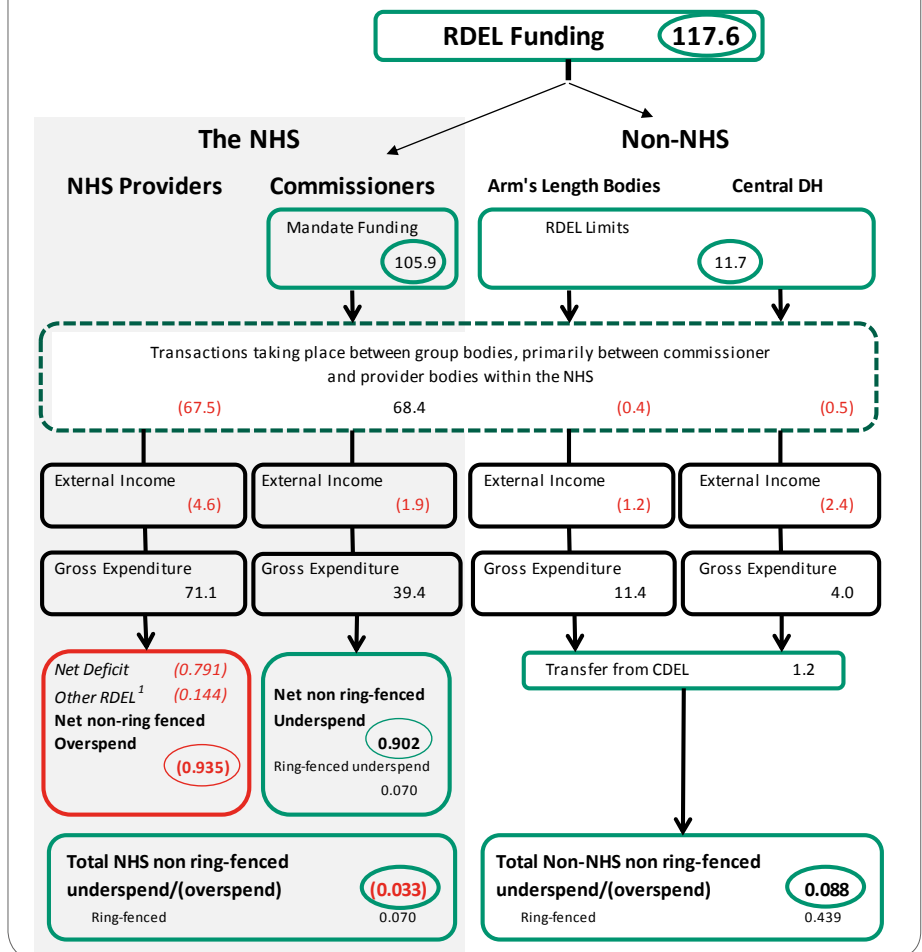 RDEL Funding 117.6
The NHS Non-NHS
NHS Providers Commissioners Arm's Length Bodies Central DH
Mandate Funding RDEL Limits
105.9 11.7
Transactions taking place between group bodies, primarily between commissioner
and provider bodies within the NHS
(67.5) 68.4 (0.4) (0.5)
External Income External Income External Income External Income
(4.6) (1.9) (1.2) (2.4)
Gross Expenditure Gross Expenditure Gross Expenditure Gross Expenditure
71.1 39.4 11.4 4.0
Net Deficit (0.791)
Other RDEL¹ (0.144)
Net non-ring fenced
Overspend
(0.935)
Net non ring-fenced
Underspend
0.902
Ring-fenced underspend
0.070
Transfer from CDEL 1.2
Total NHS non ring-fenced
underspend/(overspend) (0.033)
Ring-fenced 0.070
Total Non-NHS non ring-fenced
underspend/(overspend) 0.088
Ring-fenced 0.439